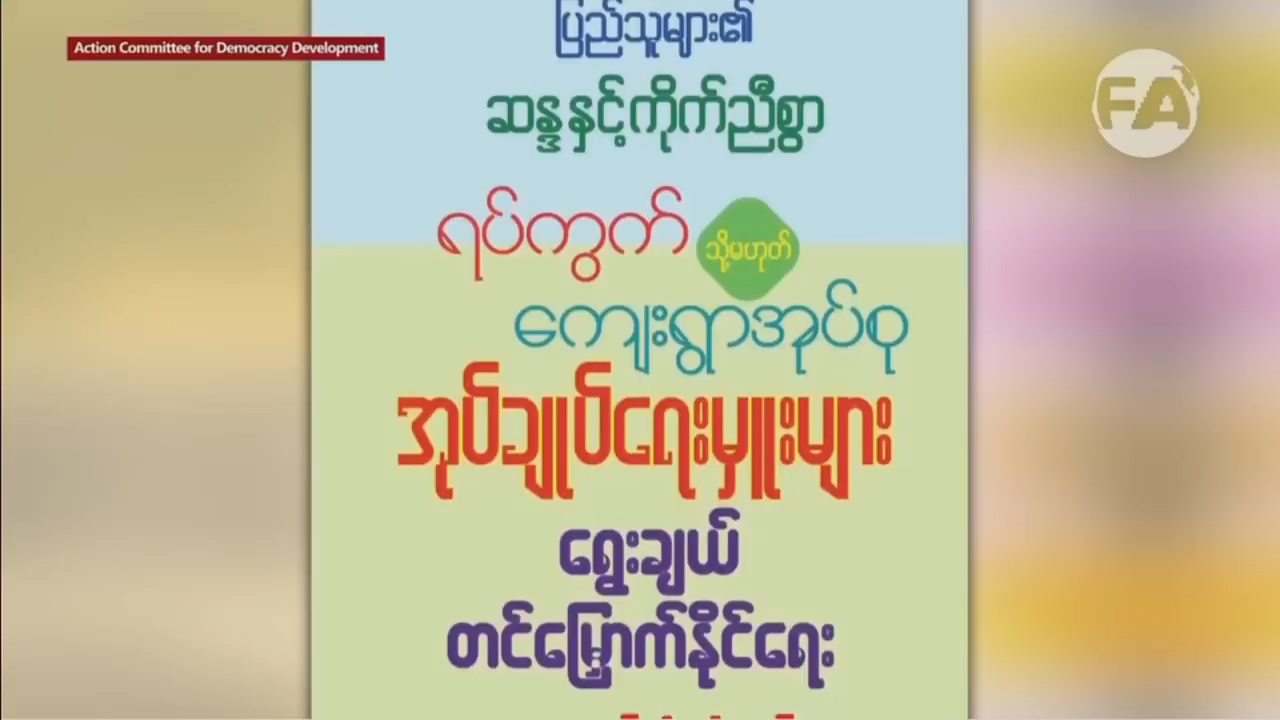 ပြည်သူများ၏
Action Committee for Democracy Development
FA
ဆန္ဒနှင့်ကိုက်ညီစွာ
ရပ်ကွက်
သို့မဟုတ်
ကျေးရွာအုပ်စု
အုပ်ချုပ်ရေးမှူးများ
ရွေးချယ်
တင်မြှောက်နိုင်ရေး